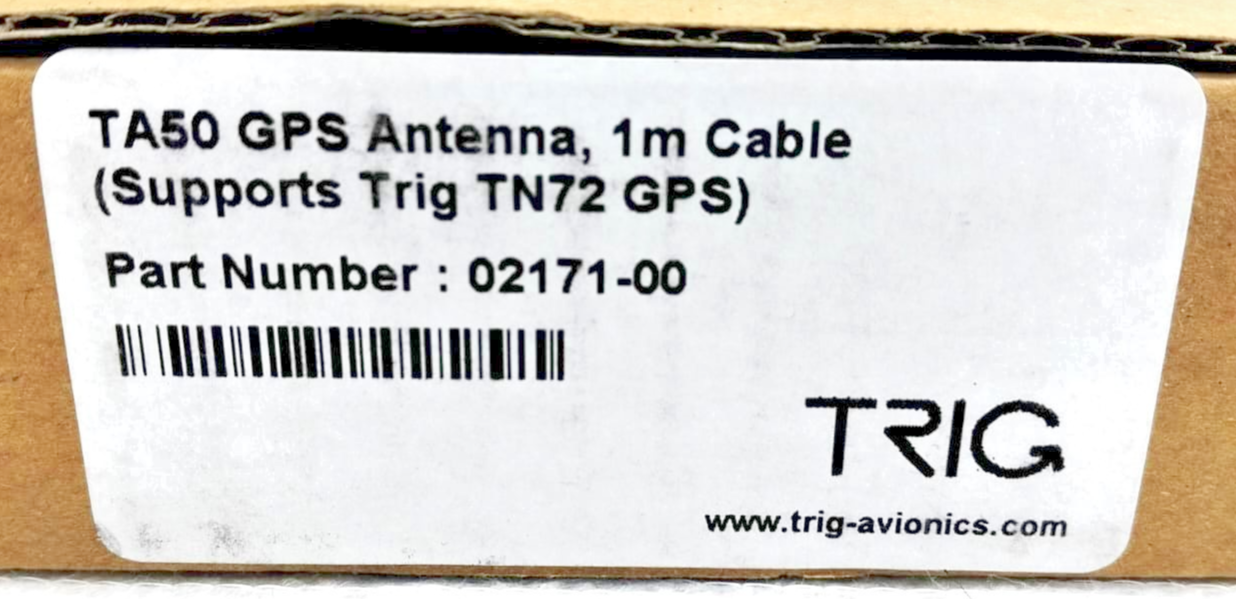 TA50 GPS Antenna, 1m Cable
(Supports Trig TN72 GPS)
Part Number : 02171-00
TRIG
www.trig-avionics.com